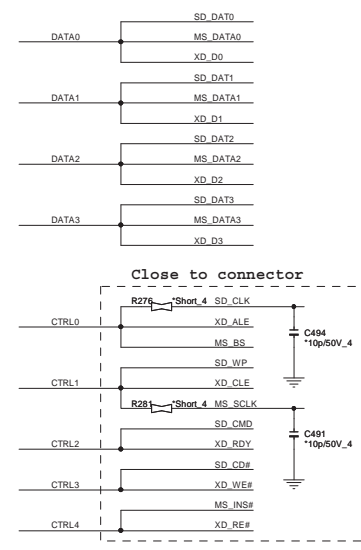 SD_DAT0
DATA0 MS_DATA0
XD_D0
SD_DAT1
DATA1 MS_DATA1
XD_D1
SD_DAT2
DATA2 MS_DATA2
XD_D2
SD_DAT3
DATA3 MS_DATA3
XD_D3
Close to connector
R276 *Short_4 SD_CLK
CTRL0 XD_ALE
C494
*10p/50V_4
MS_BS
SD_WP
CTRL1 XD_CLE
R281 *Short_4 MS_SCLK
SD_CMD
C491
*10p/50V_4
CTRL2 XD_RDY
SD_CD#
CTRL3 XD_WE#
MS_INS#
CTRL4 XD_RE#